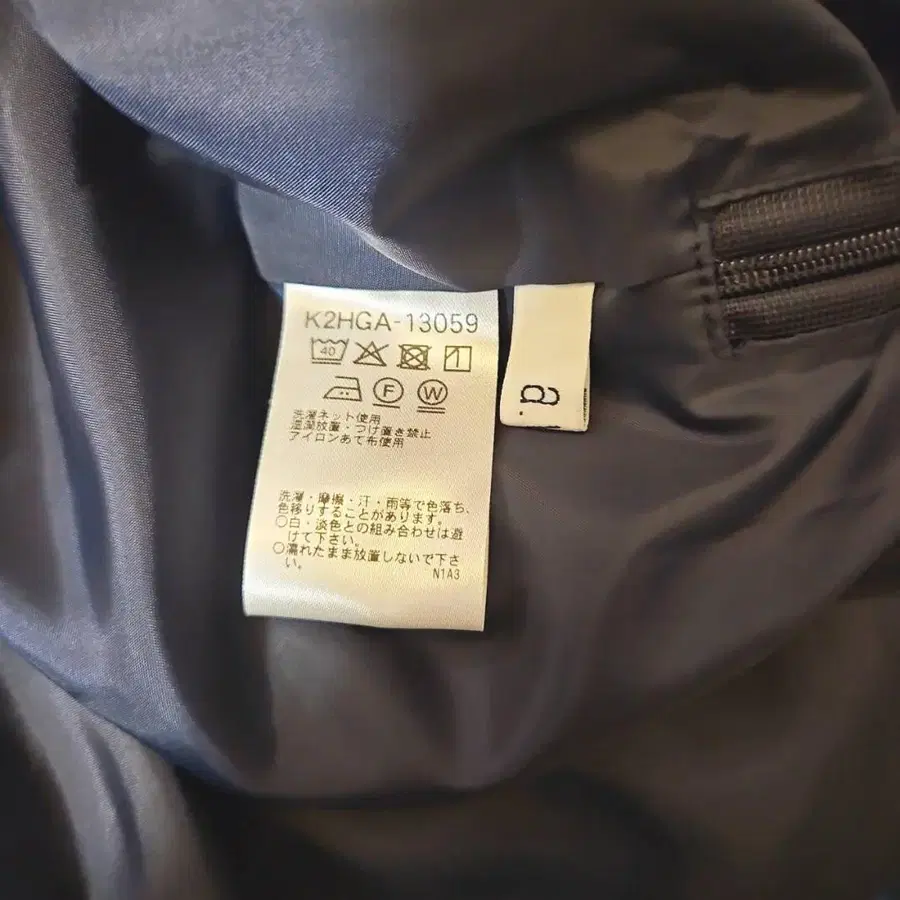 K2HGA-13059
40
F W
洗濯ネット使用
湿潤放置・つけ置き禁止
アイロンあて布使用
洗濯・摩擦・汗・雨等で色落ち、
色移りすることがあります。
○白・淡色との組み合わせは避
けて下さい。
○濡れたまま放置しないで下さ
い。
N1A3